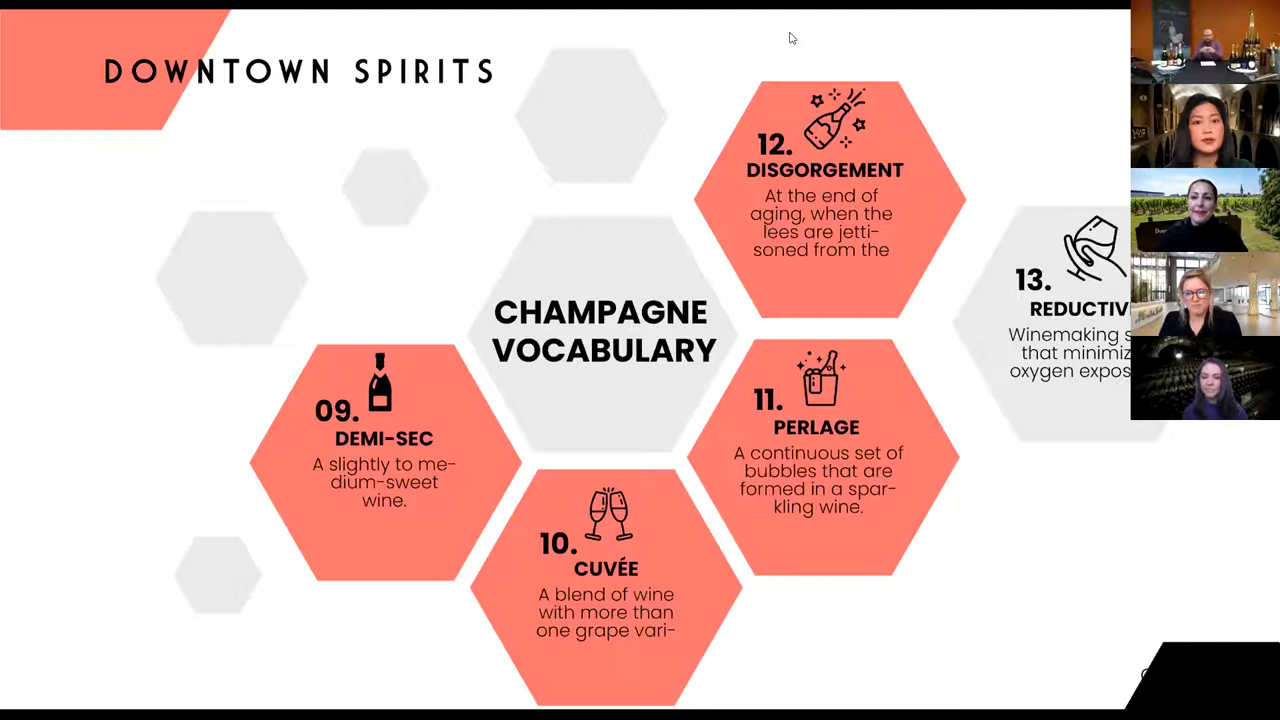 DOWNTOWN SPIRITS
CHAMPAGNE
VOCABULARY
09.
DEMI-SEC
A slightly to me-
dium-sweet
wine.
10.
CUVÉE
A blend of wine
with more than
one grape vari-
11.
PERLAGE
A continuous set of
bubbles that are
formed in a spar-
kling wine.
12.
DISGORGEMENT
At the end of
aging, when the
lees are jetti-
soned from the
13.
REDUCTIV
Winemaking s
that minimiz
oxygen expos